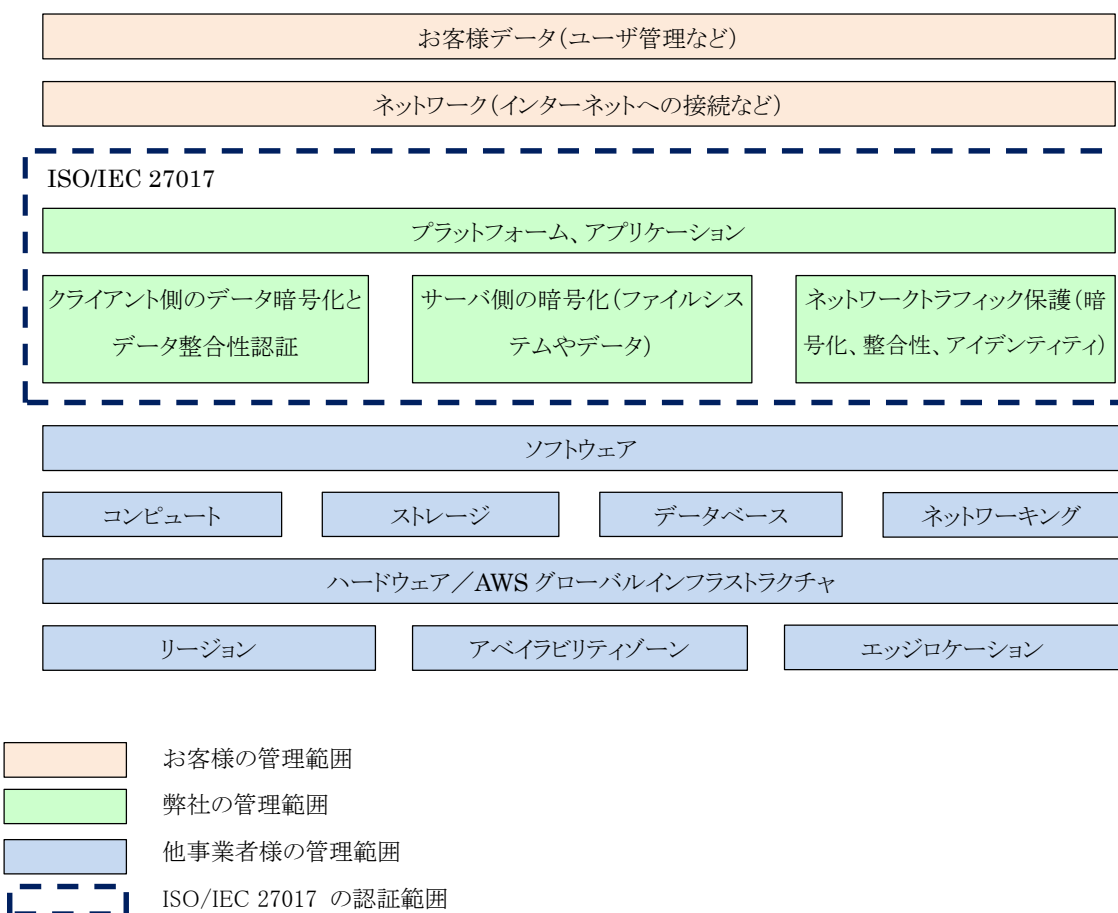 お客様データ(ユーザ管理など)
ネットワーク(インターネットへの接続など)
ISO/IEC 27017
プラットフォーム、アプリケーション
クライアント側のデータ暗号化と
データ整合性認証
サーバ側の暗号化(ファイルシス
テムやデータ)
ネットワークトラフィック保護(暗
号化、整合性、アイデンティティ)
ソフトウェア
コンピュート
ストレージ
データベース
ネットワーキング
ハードウェア/AWS グローバルインフラストラクチャ
リージョン
アベイラビリティゾーン
エッジロケーション
お客様の管理範囲
弊社の管理範囲
他事業者様の管理範囲
ISO/IEC 27017 の認証範囲